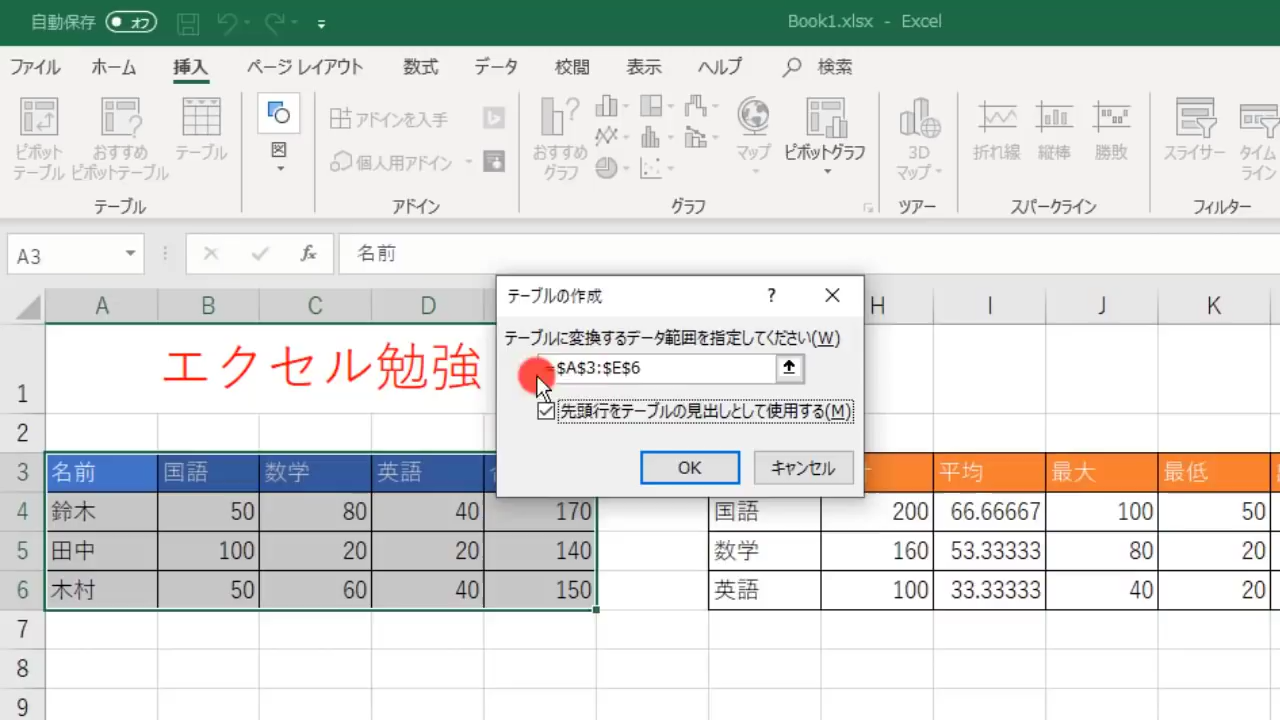 自動保存 オフ Book1.xlsx - Excel
ファイル ホーム 挿入 ページ レイアウト 数式 データ 校閲 表示 ヘルプ 検索
ピボット
テーブル
おすすめ
ピボットテーブル
テーブル
図
アドインを入手
個人用アドイン
おすすめ
グラフ
マップ
ピボットグラフ
3D
マップ
折れ線
縦棒
勝敗
スライサー
タイム
ライン
テーブル アドイン グラフ ツアー スパークライン フィルター
A3 fx 名前
A B C D H I J K
テーブルの作成 ?
テーブルに変換するデータ範囲を指定してください(W)
=$A$3:$E$6
先頭行をテーブルの見出しとして使用する(M)
OK キャンセル
1 エクセル勉強
2
3 名前 国語 数学 英語 平均 最大 最低
4 鈴木 50 80 40 170 国語 200 66.66667 100 50
5 田中 100 20 20 140 数学 160 53.33333 80 20
6 木村 50 60 40 150 英語 100 33.33333 40 20
7
8
9